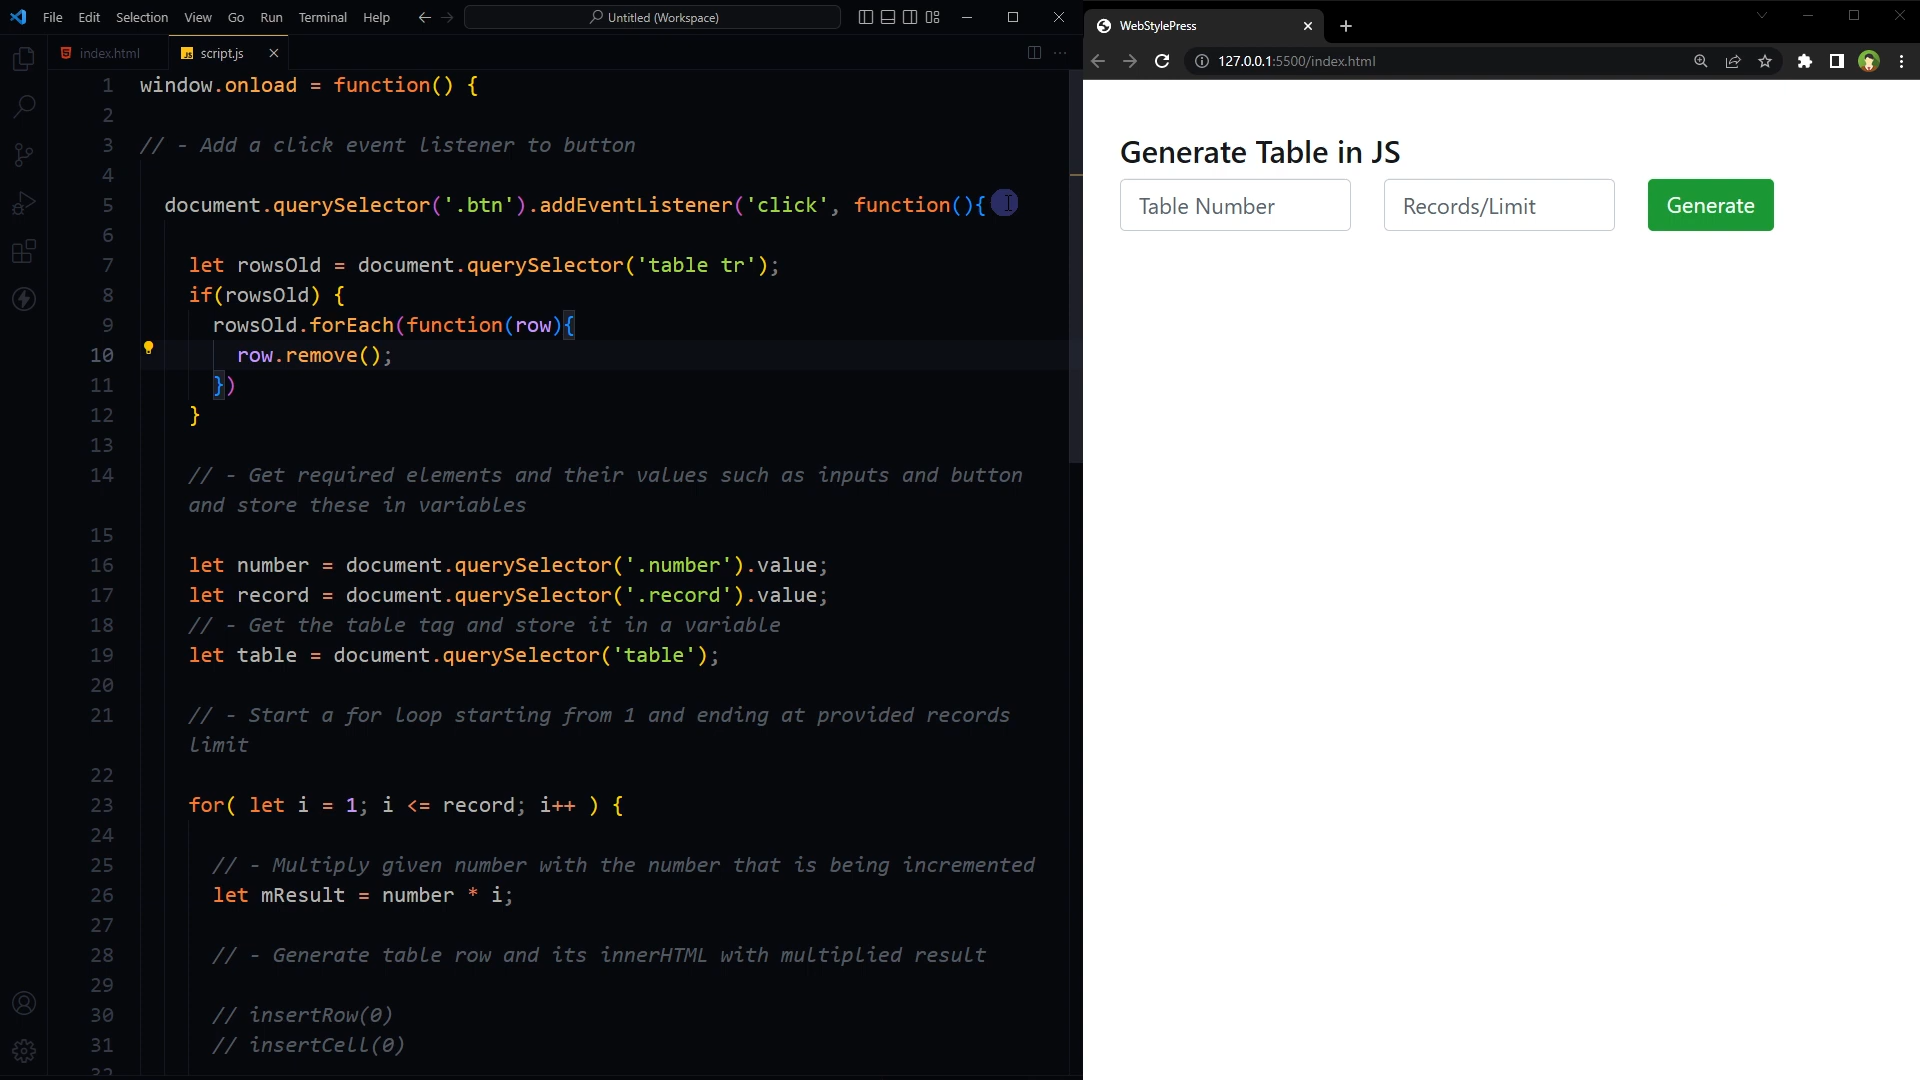 File Edit Selection View Go Run Terminal Help
Untitled (Workspace)
index.html
JS script.js
1 window.onload = function() {
2
3 // - Add a click event listener to button
4
5 document.querySelector('.btn').addEventListener('click', function(){
6
7 let rowsOld = document.querySelector('table tr');
8 if(rowsOld) {
9 rowsOld.forEach(function(row){
10 row.remove();
11 })
12 }
13
14 // - Get required elements and their values such as inputs and button
and store these in variables
15
16 let number = document.querySelector('.number').value;
17 let record = document.querySelector('.record').value;
18 // - Get the table tag and store it in a variable
19 let table = document.querySelector('table');
20
21 // - Start a for loop starting from 1 and ending at provided records
limit
22
23 for( let i = 1; i <= record; i++ ) {
24
25 // - Multiply given number with the number that is being incremented
26 let mResult = number * i;
27
28 // - Generate table row and its innerHTML with multiplied result
29
30 // insertRow(0)
31 // insertCell(0)
32
WebStylePress
127.0.0.1:5500/index.html
Generate Table in JS
Table Number
Records/Limit
Generate